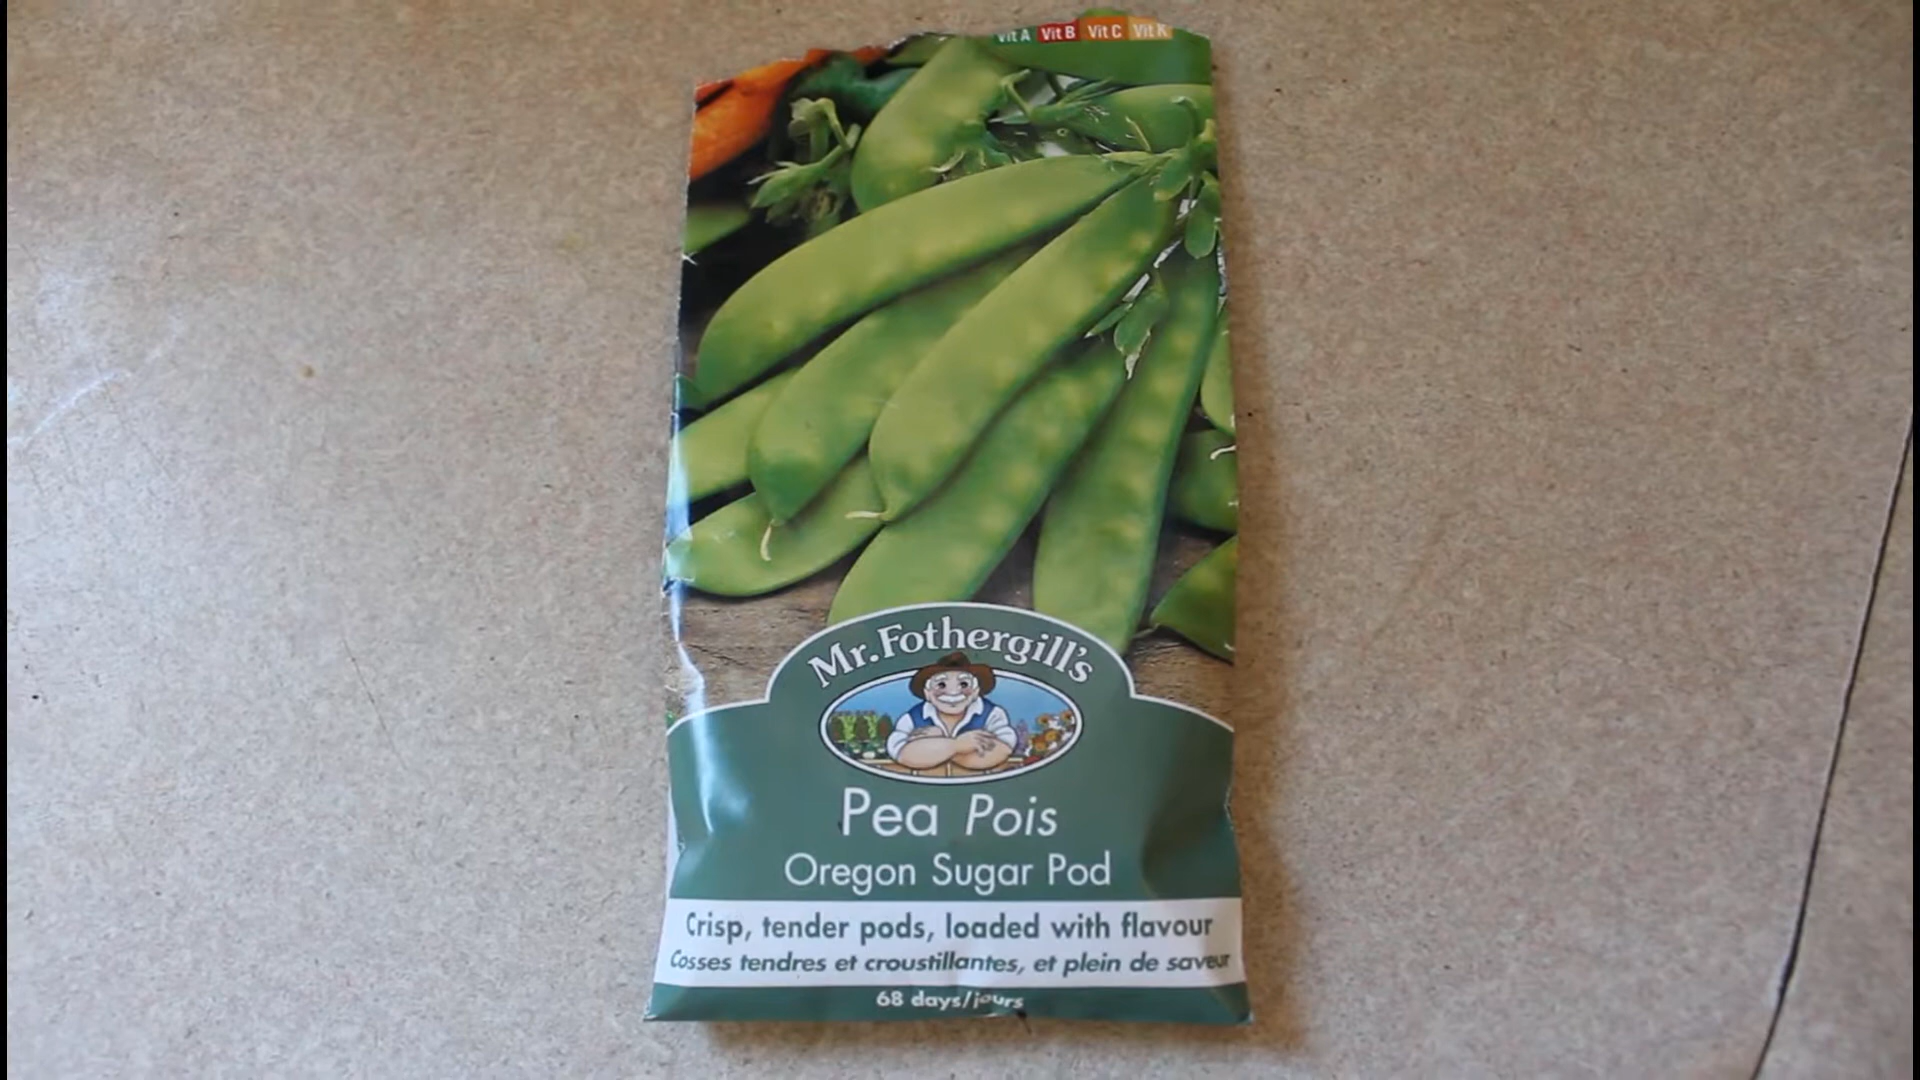 Vit A Vit B Vit C Vit K
Mr. Fothergill's
Pea Pois
Oregon Sugar Pod
Crisp, tender pods, loaded with flavour
Cosses tendres et croustillantes, et plein de saveur
68 days/jours